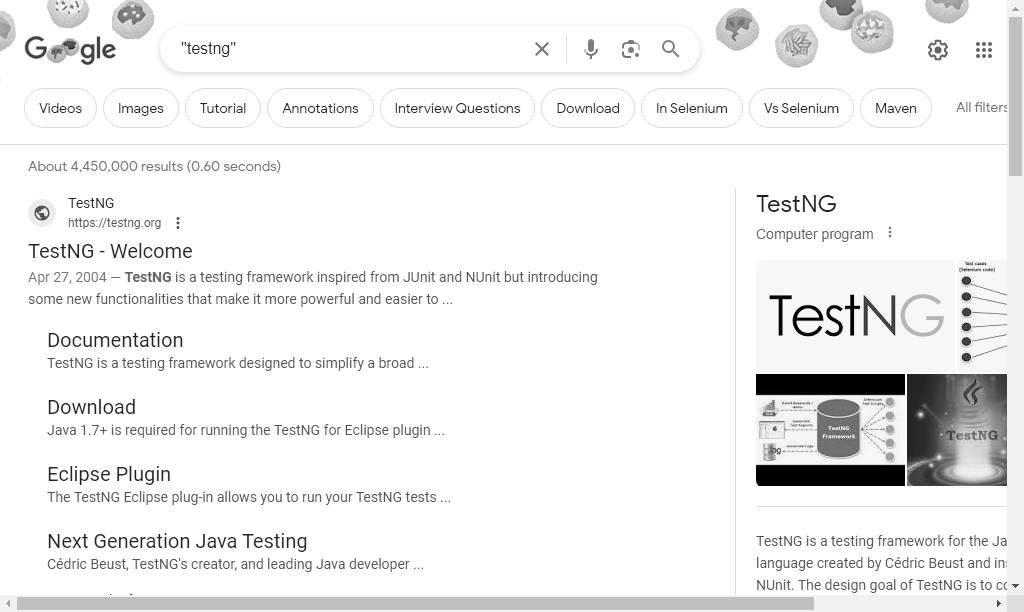 Google
"testng"
Videos
Images
Tutorial
Annotations
Interview Questions
Download
In Selenium
Vs Selenium
Maven
All filters
About 4,450,000 results (0.60 seconds)
TestNG
https://testng.org
TestNG - Welcome
Apr 27, 2004 — TestNG is a testing framework inspired from JUnit and NUnit but introducing
some new functionalities that make it more powerful and easier to ...
Documentation
TestNG is a testing framework designed to simplify a broad ...
Download
Java 1.7+ is required for running the TestNG for Eclipse plugin ...
Eclipse Plugin
The TestNG Eclipse plug-in allows you to run your TestNG tests ...
Next Generation Java Testing
Cédric Beust, TestNG's creator, and leading Java developer ...
TestNG
Computer program
TestNG
Test cases
(Selenium code)
TestNG
Framework
TestNG
TestNG is a testing framework for the Ja
language created by Cédric Beust and in
NUnit. The design goal of TestNG is to co